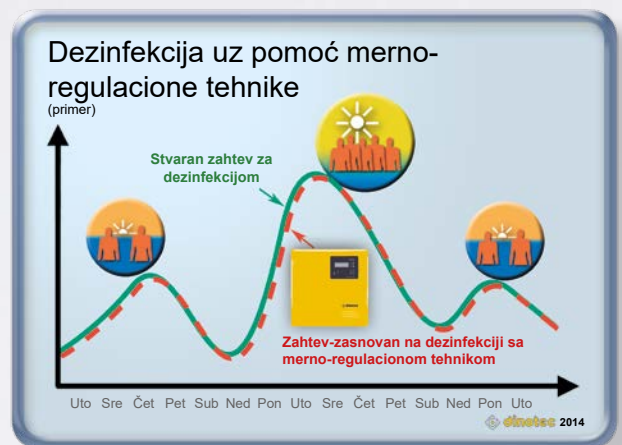 Dezinfekcija uz pomoć merno-
regulacione tehnike
(primer)
Stvaran zahtev za
dezinfekcijom
Zahtev-zasnovan na dezinfekciji sa
merno-regulacionom tehnikom
Uto Sre Čet Pet Sub Ned Pon Uto Sre Čet Pet Sub Ned Pon Uto
dinotec 2014